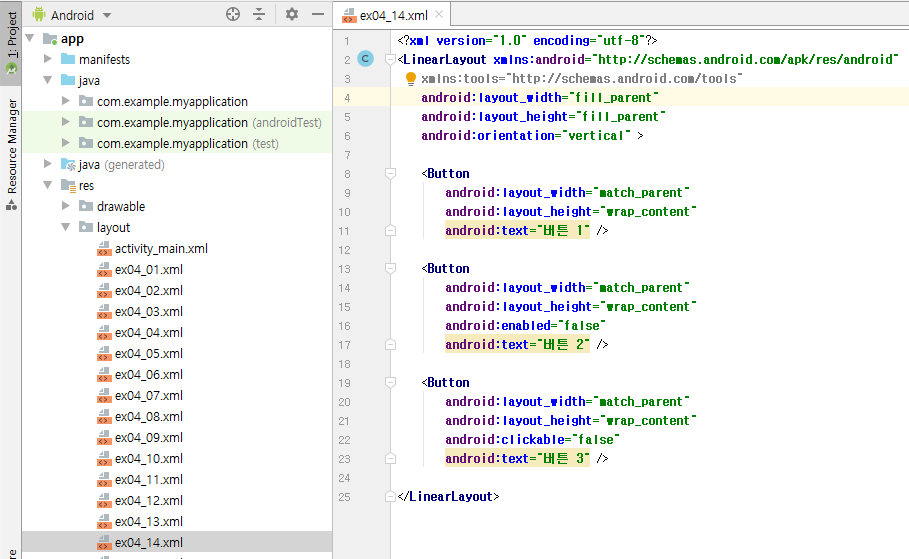 1: Project
Resource Manager
Android
app
manifests
java
com.example.myapplication
com.example.myapplication (androidTest)
com.example.myapplication (test)
java (generated)
res
drawable
layout
activity_main.xml
ex04_01.xml
ex04_02.xml
ex04_03.xml
ex04_04.xml
ex04_05.xml
ex04_06.xml
ex04_07.xml
ex04_08.xml
ex04_09.xml
ex04_10.xml
ex04_11.xml
ex04_12.xml
ex04_13.xml
ex04_14.xml
ex04_14.xml
1 <?xml version="1.0" encoding="utf-8"?>
2 C <LinearLayout xmlns:android="http://schemas.android.com/apk/res/android"
3 xmlns:tools="http://schemas.android.com/tools"
4 android:layout_width="fill_parent"
5 android:layout_height="fill_parent"
6 android:orientation="vertical" >
7
8 <Button
9 android:layout_width="match_parent"
10 android:layout_height="wrap_content"
11 android:text="버튼 1" />
12
13 <Button
14 android:layout_width="match_parent"
15 android:layout_height="wrap_content"
16 android:enabled="false"
17 android:text="버튼 2" />
18
19 <Button
20 android:layout_width="match_parent"
21 android:layout_height="wrap_content"
22 android:clickable="false"
23 android:text="버튼 3" />
24
25 </LinearLayout>